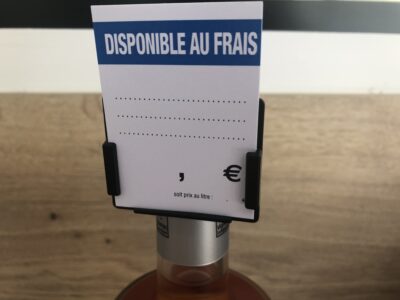 DISPONIBLE AU FRAIS
, €
soit prix au litre :